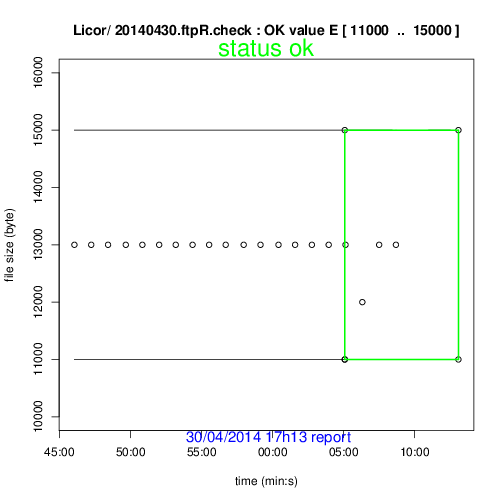 Licor/ 20140430.ftpR.check : OK value E [ 11000 .. 15000 ]
status ok
16000
15000
14000
13000
12000
11000
10000
file size (byte)
30/04/2014 17h13 report
45:00 50:00 55:00 00:00 05:00 10:00
time (min:s)